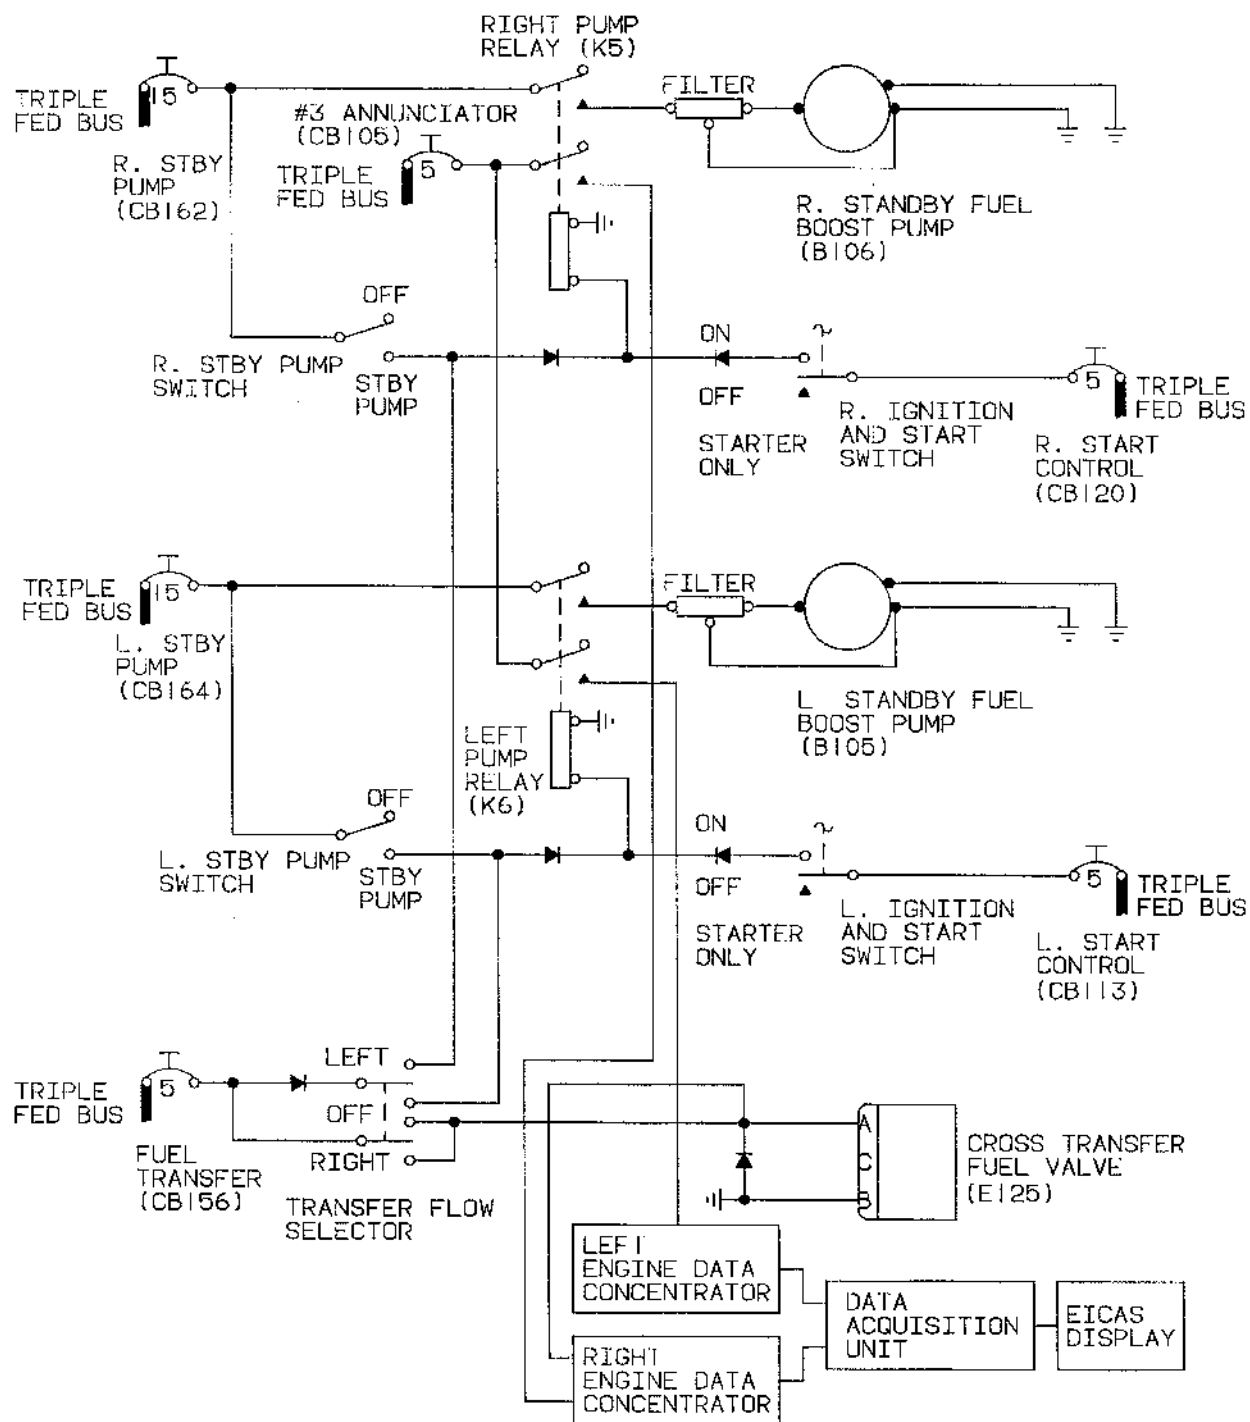 RIGHT PUMP
RELAY (K5)
15
TRIPLE
FED BUS
#3 ANNUNCIATOR
(CB105)
5
TRIPLE
FED BUS
FILTER
R. STBY
PUMP
(CB162)
R. STANDBY FUEL
BOOST PUMP
(B106)
OFF
R. STBY PUMP
SWITCH
STBY
PUMP
ON
OFF
STARTER
ONLY
R. IGNITION
AND START
SWITCH
5
TRIPLE
FED BUS
R. START
CONTROL
(CB120)
15
TRIPLE
FED BUS
L. STBY
PUMP
(CB164)
FILTER
L STANDBY FUEL
BOOST PUMP
(B105)
LEFT
PUMP
RELAY
(K6)
OFF
L. STBY PUMP
SWITCH
STBY
PUMP
ON
OFF
STARTER
ONLY
L. IGNITION
AND START
SWITCH
5
TRIPLE
FED BUS
L. START
CONTROL
(CB113)
5
TRIPLE
FED BUS
FUEL
TRANSFER
(CB156)
LEFT
OFF
RIGHT
TRANSFER FLOW
SELECTOR
A
C
B
CROSS TRANSFER
FUEL VALVE
(E125)
LEFT
ENGINE DATA
CONCENTRATOR
RIGHT
ENGINE DATA
CONCENTRATOR
DATA
ACQUISITION
UNIT
EICAS
DISPLAY